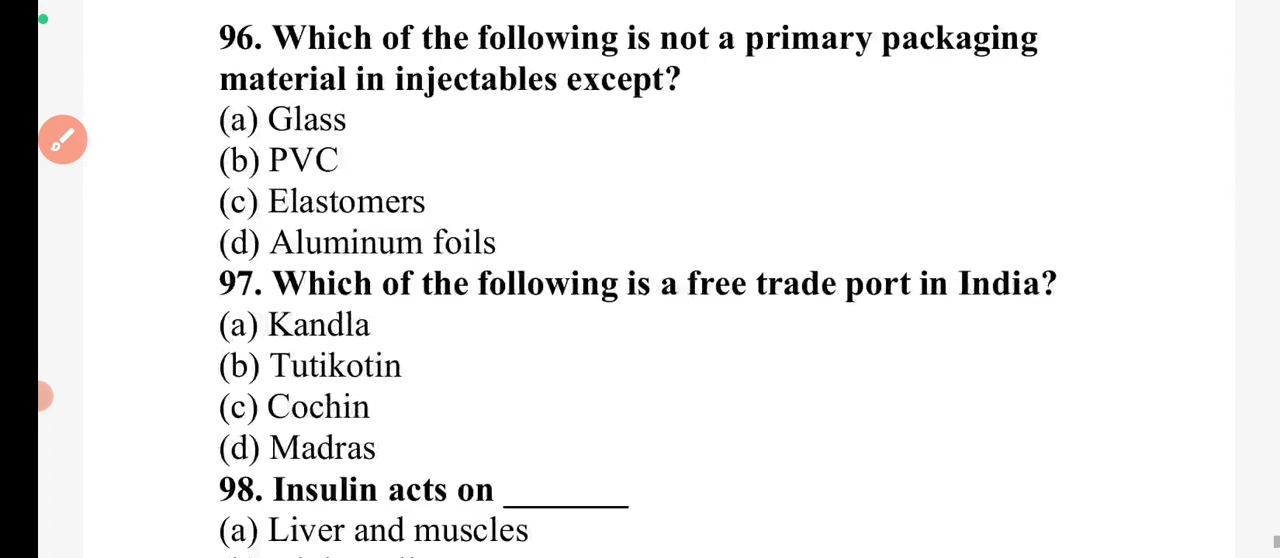 96. Which of the following is not a primary packaging
material in injectables except?
(a) Glass
(b) PVC
(c) Elastomers
(d) Aluminum foils
97. Which of the following is a free trade port in India?
(a) Kandla
(b) Tutikotin
(c) Cochin
(d) Madras
98. Insulin acts on _______
(a) Liver and muscles